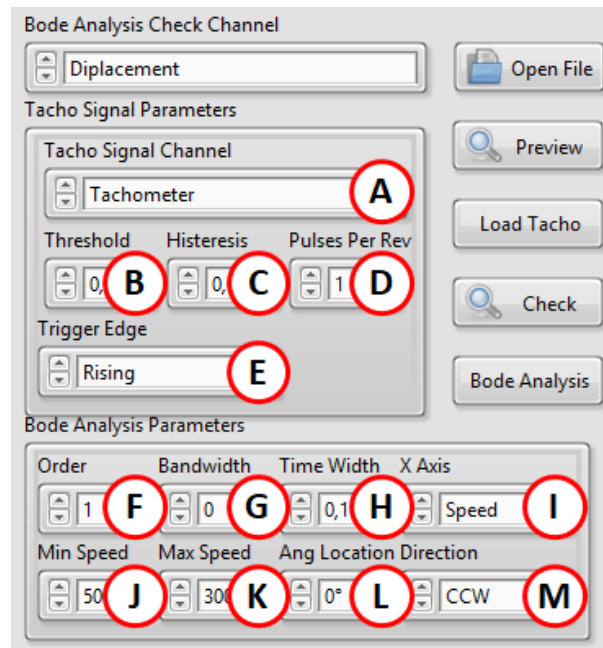 Bode Analysis Check Channel
Diplacement
Open File
Tacho Signal Parameters
Tacho Signal Channel
Preview
Tachometer A
Load Tacho
Threshold Histeresis Pulses Per Rev
0, B 0, C 1 D
Check
Trigger Edge
Rising E
Bode Analysis
Bode Analysis Parameters
Order Bandwidth Time Width X Axis
1 F 0 G 0,1 H Speed I
Min Speed Max Speed Ang Location Direction
50 J 300 K 0° L CCW M